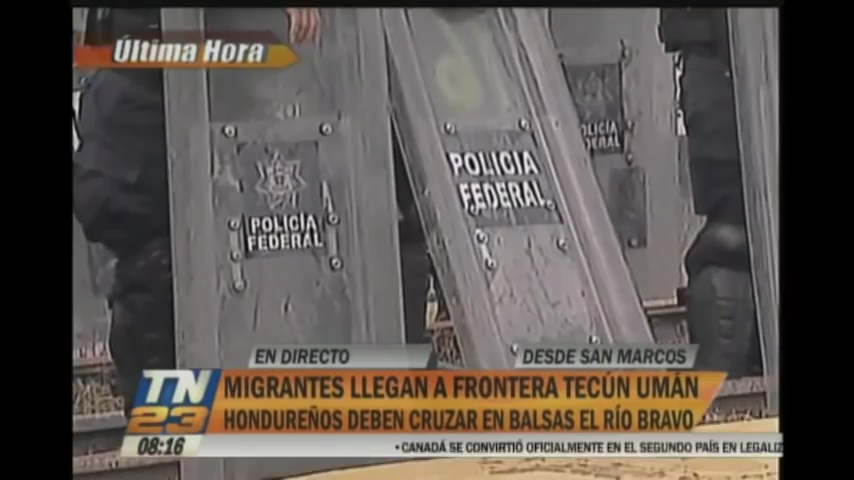 Última Hora
POLICÍA
FEDERAL
POLICIA
FEDERAL
POLICÍA
FEDERAL
EN DIRECTO
DESDE SAN MARCOS
TN
23
MIGRANTES LLEGAN A FRONTERA TECÚN UMÁN
HONDUREÑOS DEBEN CRUZAR EN BALSAS EL RÍO BRAVO
08:16
• CANADÁ SE CONVIRTIÓ OFICIALMENTE EN EL SEGUNDO PAÍS EN LEGALIZ